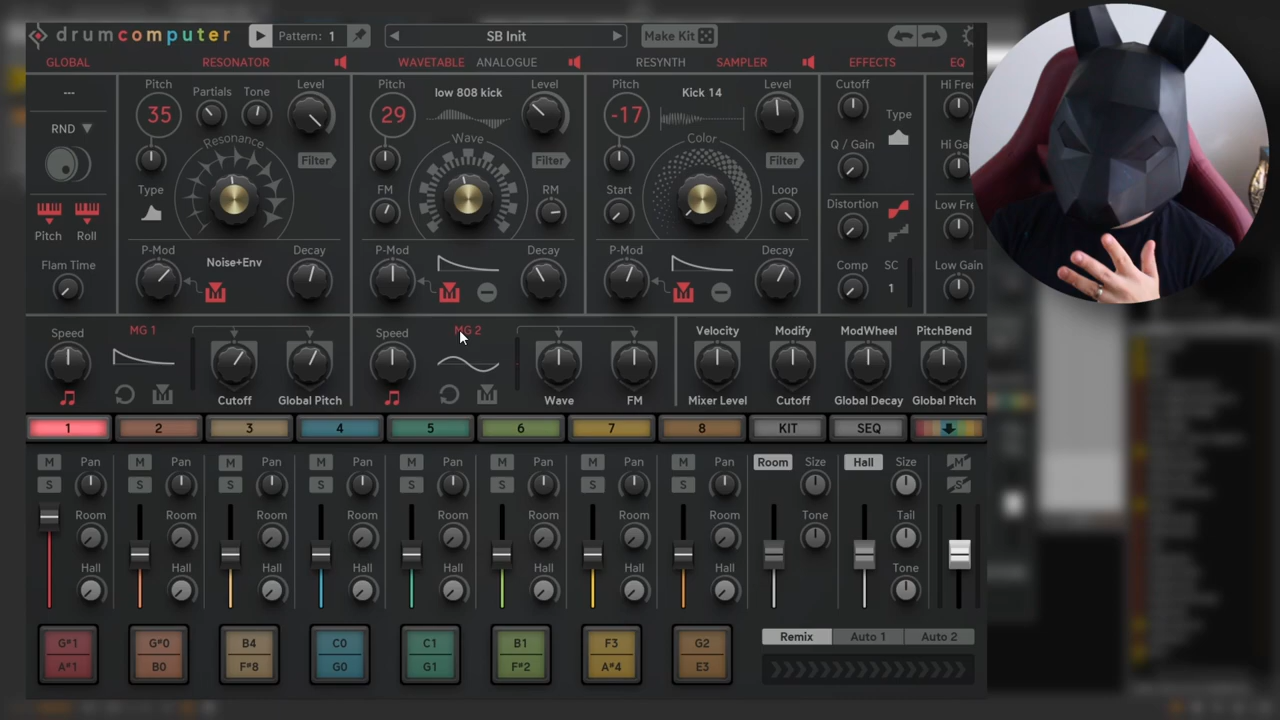 drumcomputer Pattern: 1 SB Init Make Kit
GLOBAL RESONATOR WAVETABLE ANALOGUE RESYNTH SAMPLER EFFECTS EQ
--- Pitch Partials Tone Level Pitch low 808 kick Level Pitch Kick 14 Level Cutoff Hi Fre
35 29 -17 Type
RND Resonance Wave Color Q / Gain Hi Ga
Filter Filter Filter
Type FM RM Start Loop Distortion Low Fre
Pitch Roll
P-Mod Noise+Env Decay P-Mod Decay P-Mod Decay
Flam Time Comp SC Low Gain
1
Speed MG 1 Speed MG 2 Velocity Modify ModWheel PitchBend
Cutoff Global Pitch Wave FM Mixer Level Cutoff Global Decay Global Pitch
1 2 3 4 5 6 7 8 KIT SEQ
M Pan M Pan M Pan M Pan M Pan M Pan M Pan M Pan Room Size Hall Size M
S S S S S S S S S
Room Room Room Room Room Room Room Room Tone Tail
Hall Hall Hall Hall Hall Hall Hall Hall Tone
G#1 G#0 B4 C0 C1 B1 F3 G2 Remix Auto 1 Auto 2
A#1 B0 F#8 G0 G1 F#2 A#4 E3